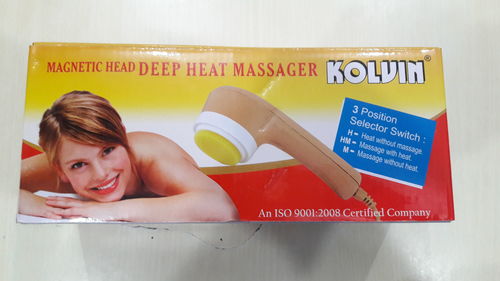 MAGNETIC HEAD DEEP HEAT MASSAGER KOLVIN®
3 Position
Selector Switch :
H - Heat without massage.
HM - Massage with heat.
M - Massage without heat.
An ISO 9001:2008 Certified Company